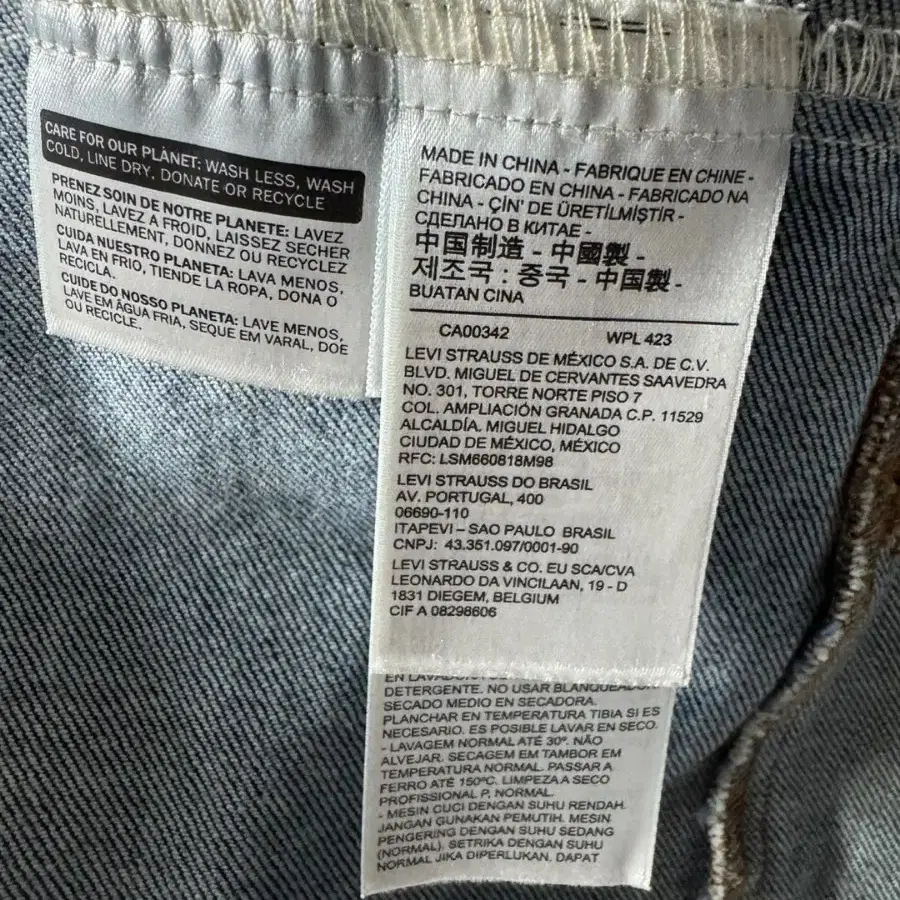 CARE FOR OUR PLANET: WASH LESS, WASH
COLD, LINE DRY, DONATE OR RECYCLE
PRENEZ SOIN DE NOTRE PLANETE: LAVEZ
MOINS, LAVEZ A FROID, LAISSEZ SECHER
NATURELLEMENT, DONNEZ OU RECYCLEZ
CUIDA NUESTRO PLANETA: LAVA MENOS,
LAVA EN FRIO, TIENDE LA ROPA, DONA O
RECICLA.
CUIDE DO NOSSO PLANETA: LAVE MENOS,
LAVE EM ÁGUA FRIA, SEQUE EM VARAL, DOE
OU RECICLE.
MADE IN CHINA - FABRIQUE EN CHINE -
FABRICADO EN CHINA - FABRICADO NA
CHINA - ÇİN' DE ÜRETİLMİŞTİR -
СДЕЛАНО В КИТАЕ -
中国制造 - 中國製 -
제조국 : 중국 - 中国製 -
BUATAN CINA
CA00342 WPL 423
LEVI STRAUSS DE MÉXICO S.A. DE C.V.
BLVD. MIGUEL DE CERVANTES SAAVEDRA
NO. 301, TORRE NORTE PISO 7
COL. AMPLIACIÓN GRANADA C.P. 11529
ALCALDÍA. MIGUEL HIDALGO
CIUDAD DE MÉXICO, MÉXICO
RFC: LSM660818M98
LEVI STRAUSS DO BRASIL
AV. PORTUGAL, 400
06690-110
ITAPEVI – SAO PAULO BRASIL
CNPJ: 43.351.097/0001-90
LEVI STRAUSS & CO. EU SCA/CVA
LEONARDO DA VINCILAAN, 19 - D
1831 DIEGEM, BELGIUM
CIF A 08298606
EN
DETERGENTE. NO USAR BLANQUEADOR.
SECADO MEDIO EN SECADORA.
PLANCHAR EN TEMPERATURA TIBIA SI ES
NECESARIO. ES POSIBLE LAVAR EN SECO.
- LAVAGEM NORMAL ATÉ 30º. NÃO
ALVEJAR. SECAGEM EM TAMBOR EM
TEMPERATURA NORMAL. PASSAR A
FERRO ATÉ 150ºC. LIMPEZA A SECO
PROFISSIONAL P, NORMAL.
- MESIN CUCI DENGAN SUHU RENDAH.
JANGAN GUNAKAN PEMUTIH. MESIN
PENGERING DENGAN SUHU SEDANG
(NORMAL). SETRIKA DENGAN SUHU
NORMAL JIKA DIPERLUKAN. DAPAT